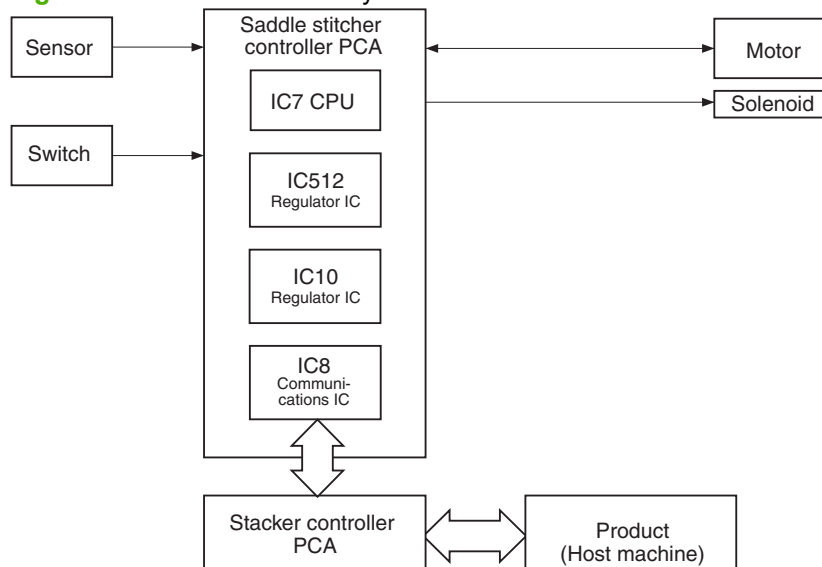 Saddle stitcher
controller PCA
Sensor
Motor
IC7 CPU
Solenoid
Switch
IC512
Regulator IC
IC10
Regulator IC
IC8
Communi-
cations IC
Stacker controller
PCA
Product
(Host machine)